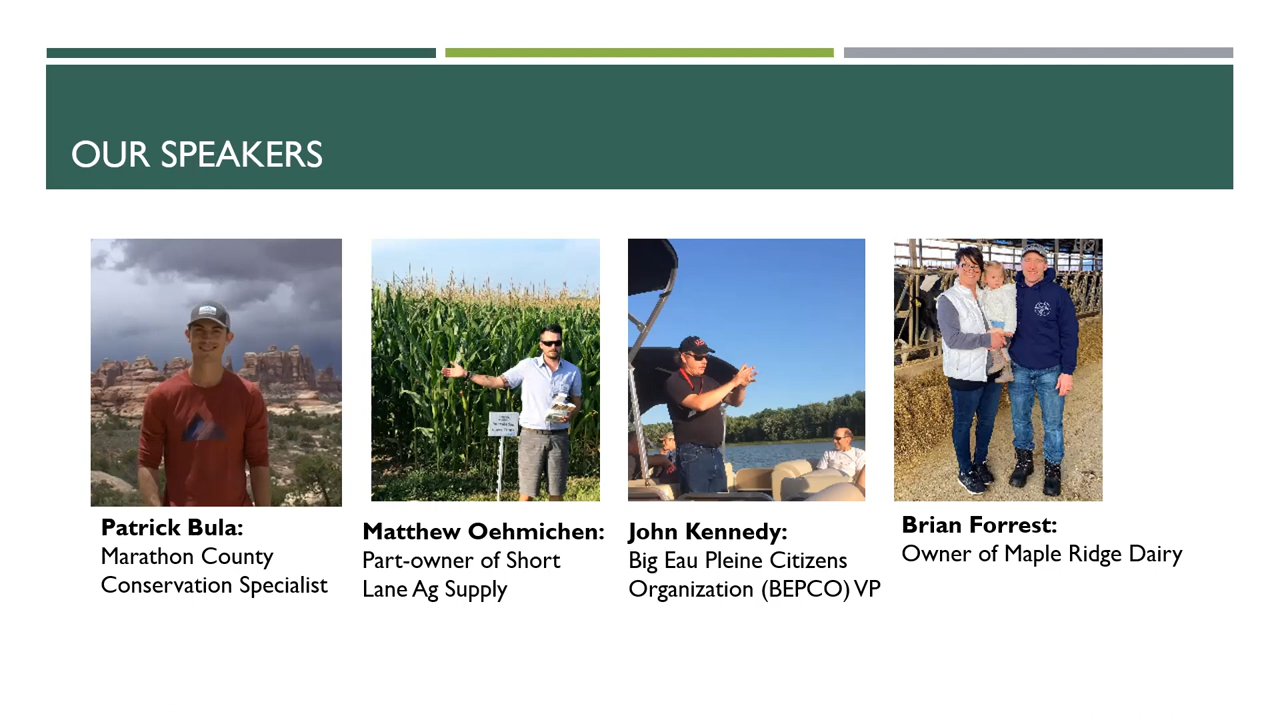 OUR SPEAKERS
Patrick Bula:
Marathon County
Conservation Specialist
Matthew Oehmichen:
Part-owner of Short
Lane Ag Supply
John Kennedy:
Big Eau Pleine Citizens
Organization (BEPCO) VP
Brian Forrest:
Owner of Maple Ridge Dairy